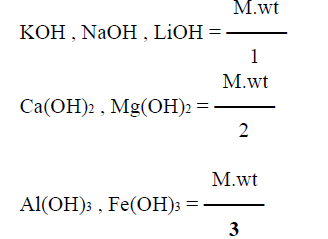 M.wt
KOH , NaOH , LiOH =
1
M.wt
Ca(OH)₂ , Mg(OH)₂ =
2
M.wt
Al(OH)₃ , Fe(OH)₃ =
3